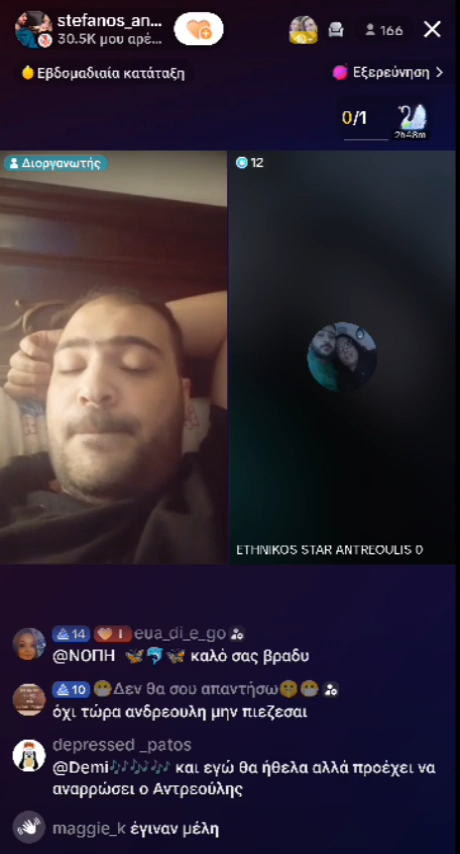 stefanos_an...
30.5K μου αρέ...
166
Εβδομαδιαία κατάταξη
Εξερεύνηση >
0/1
2h48m
Διοργανωτής
12
ETHNIKOS STAR ANTREOULIS 0
14 I eua_di_e_go
@ΝΟΠΗ 🦋🐬🦋 καλό σας βραδυ
10 😷Δεν θα σου απαντήσω🤫😷
όχι τώρα ανδρεουλη μην πιεζεσαι
depressed _patos
@Demi🎶🎶🎶 και εγώ θα ήθελα αλλά προέχει να
αναρρώσει ο Αντρεούλης
maggie_k έγιναν μέλη